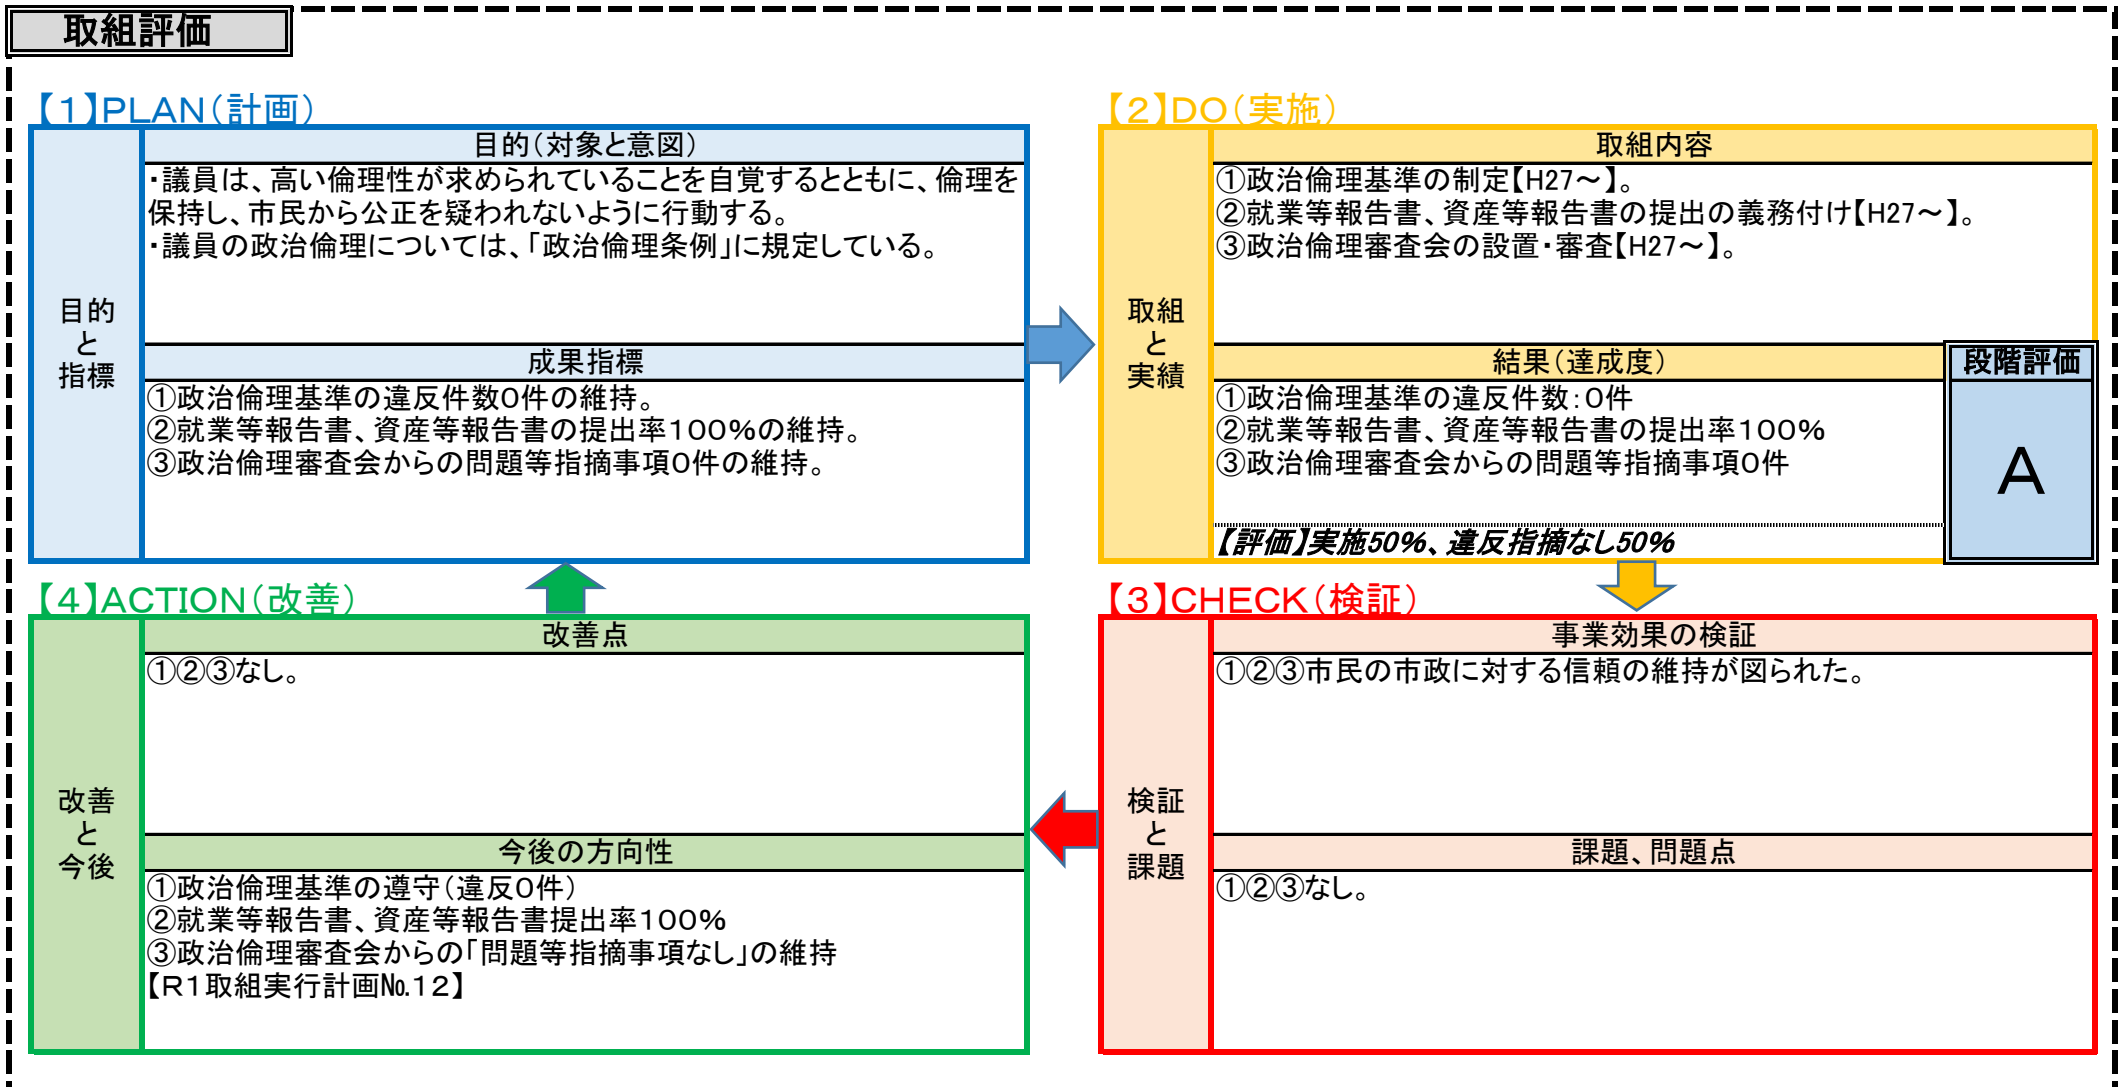 取組評価
【1】PLAN（計画）
目的
と
指標
目的（対象と意図）
・議員は、高い倫理性が求められていることを自覚するとともに、倫理を
保持し、市民から公正を疑われないように行動する。
・議員の政治倫理については、「政治倫理条例」に規定している。
成果指標
①政治倫理基準の違反件数０件の維持。
②就業等報告書、資産等報告書の提出率１００％の維持。
③政治倫理審査会からの問題等指摘事項０件の維持。
【2】DO（実施）
取組
と
実績
取組内容
①政治倫理基準の制定【H27～】。
②就業等報告書、資産等報告書の提出の義務付け【H27～】。
③政治倫理審査会の設置・審査【H27～】。
結果（達成度）
①政治倫理基準の違反件数：０件
②就業等報告書、資産等報告書の提出率１００％
③政治倫理審査会からの問題等指摘事項０件
【評価】実施50％、違反指摘なし50％
段階評価
A
【3】CHECK（検証）
検証
と
課題
事業効果の検証
①②③市民の市政に対する信頼の維持が図られた。
課題、問題点
①②③なし。
【4】ACTION（改善）
改善
と
今後
改善点
①②③なし。
今後の方向性
①政治倫理基準の遵守（違反０件）
②就業等報告書、資産等報告書提出率１００％
③政治倫理審査会からの「問題等指摘事項なし」の維持
【Ｒ１取組実行計画№１２】